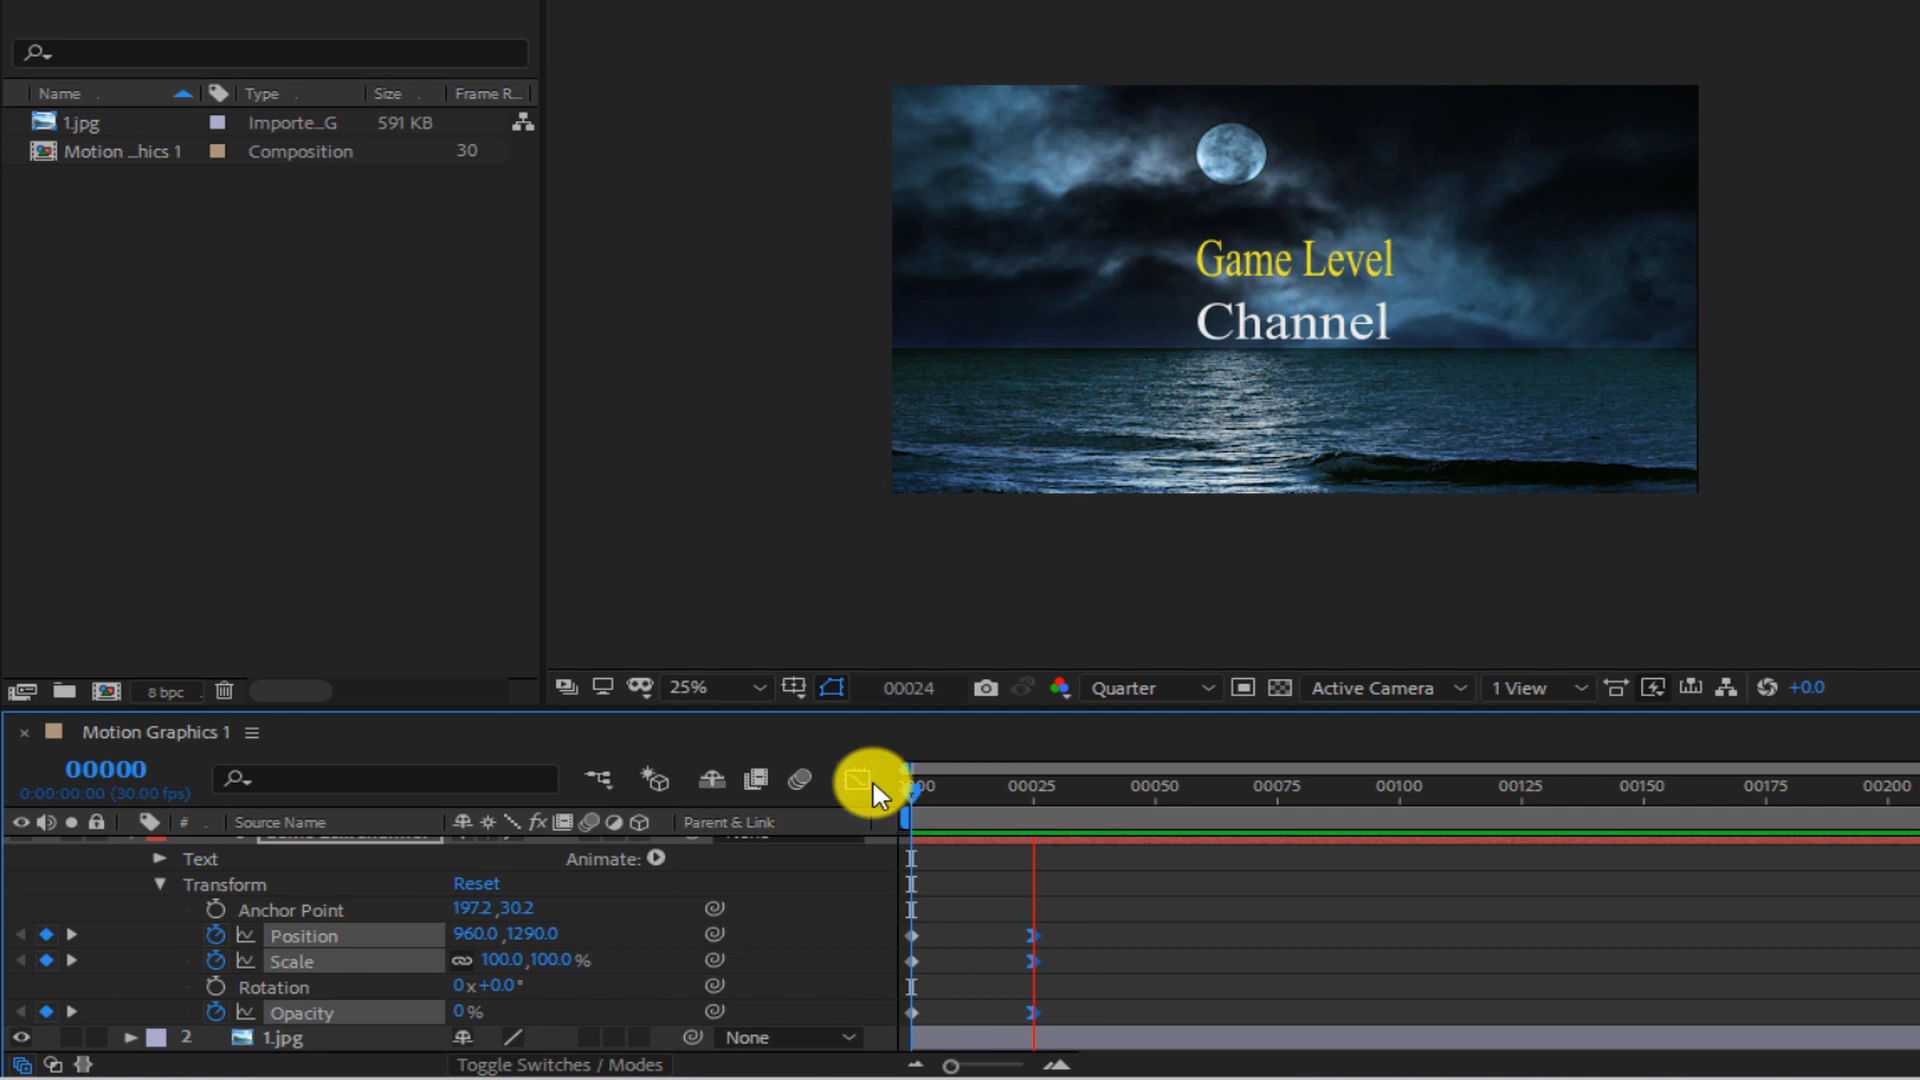 Name
Type
Size
Frame R...
1.jpg
Importe...G
591 KB
Motion ...hics 1
Composition
30
Game Level
Channel
8 bpc
25%
00024
Quarter
Active Camera
1 View
+0.0
Motion Graphics 1
00000
0:00:00:00 (30.00 fps)
00025
00050
00075
00100
00125
00150
00175
00200
#
Source Name
fx
Parent & Link
Text
Animate:
Transform
Reset
Anchor Point
197.2,30.2
Position
960.0,1290.0
Scale
100.0,100.0%
Rotation
0x+0.0°
Opacity
0%
2
1.jpg
None
Toggle Switches / Modes